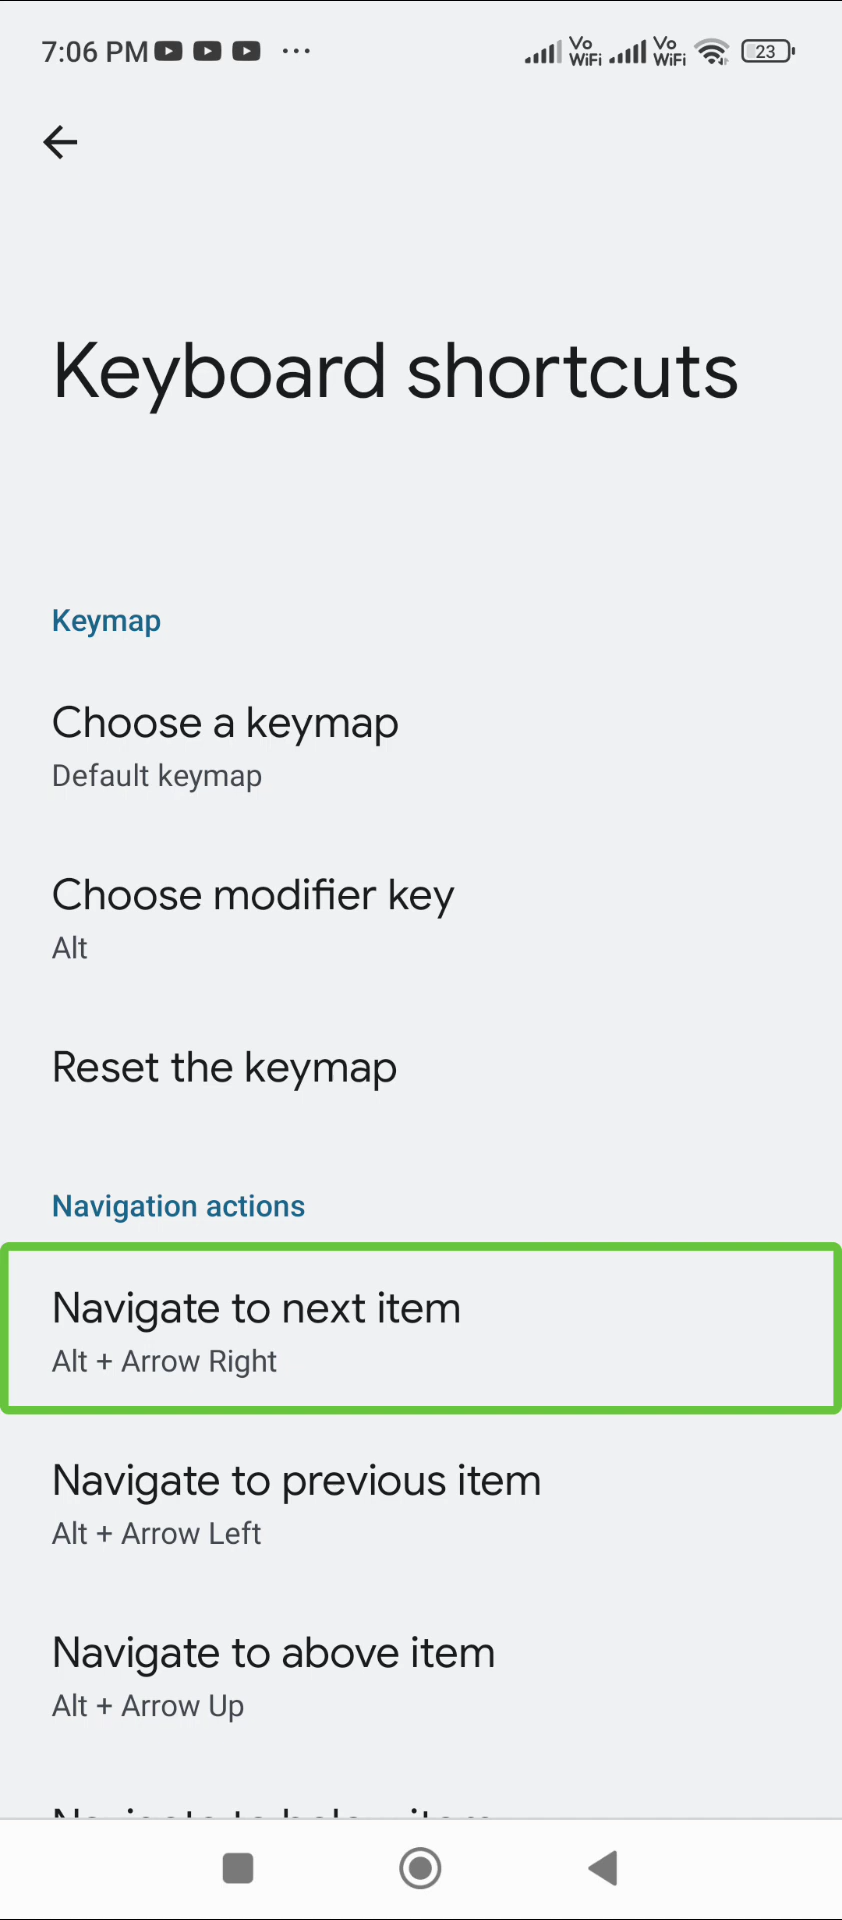 7:06 PM ... Vo WiFi Vo WiFi 23
Keyboard shortcuts
Keymap
Choose a keymap
Default keymap
Choose modifier key
Alt
Reset the keymap
Navigation actions
Navigate to next item
Alt + Arrow Right
Navigate to previous item
Alt + Arrow Left
Navigate to above item
Alt + Arrow Up